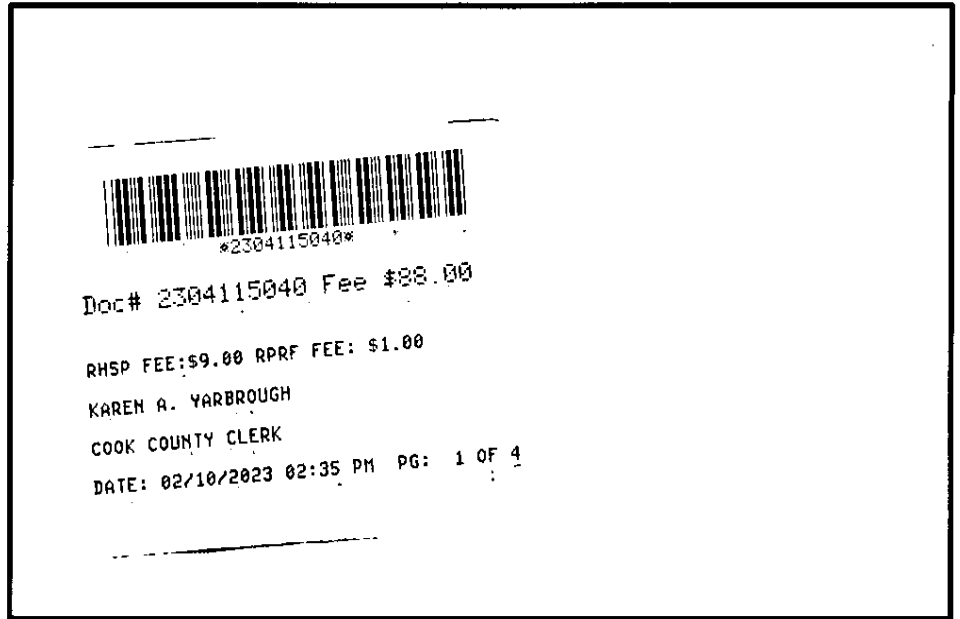 *2304115040*
Doc# 2304115040 Fee $88.00
RHSP FEE:$9.00 RPRF FEE: $1.00
KAREN A. YARBROUGH
COOK COUNTY CLERK
DATE: 02/10/2023 02:35 PM PG: 1 OF 4